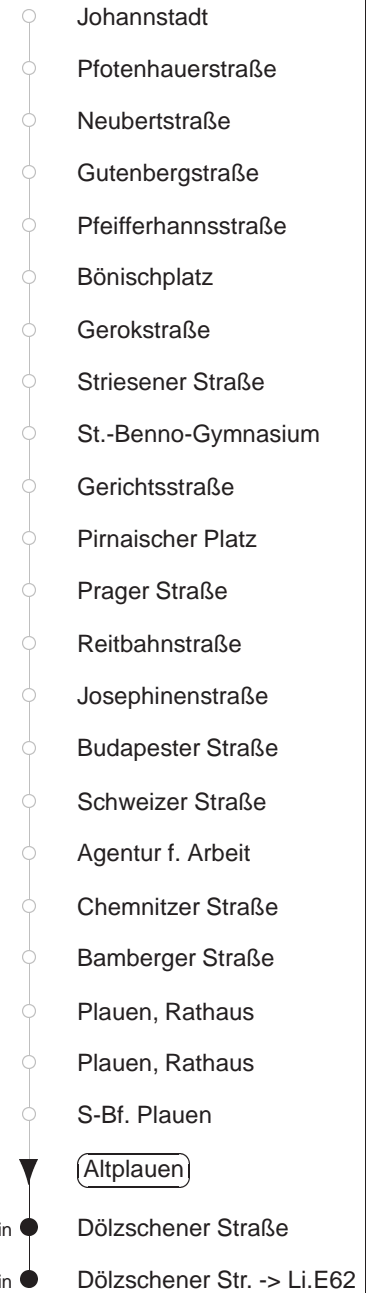 Johannstadt
Pfotenhauerstraße
Neubertstraße
Gutenbergstraße
Pfeifferhannsstraße
Bönischplatz
Gerokstraße
Striesener Straße
St.-Benno-Gymnasium
Gerichtsstraße
Pirnaischer Platz
Prager Straße
Reitbahnstraße
Josephinenstraße
Budapester Straße
Schweizer Straße
Agentur f. Arbeit
Chemnitzer Straße
Bamberger Straße
Plauen, Rathaus
Plauen, Rathaus
S-Bf. Plauen
Altplauen
in Dölzschener Straße
in Dölzschener Str. -> Li.E62